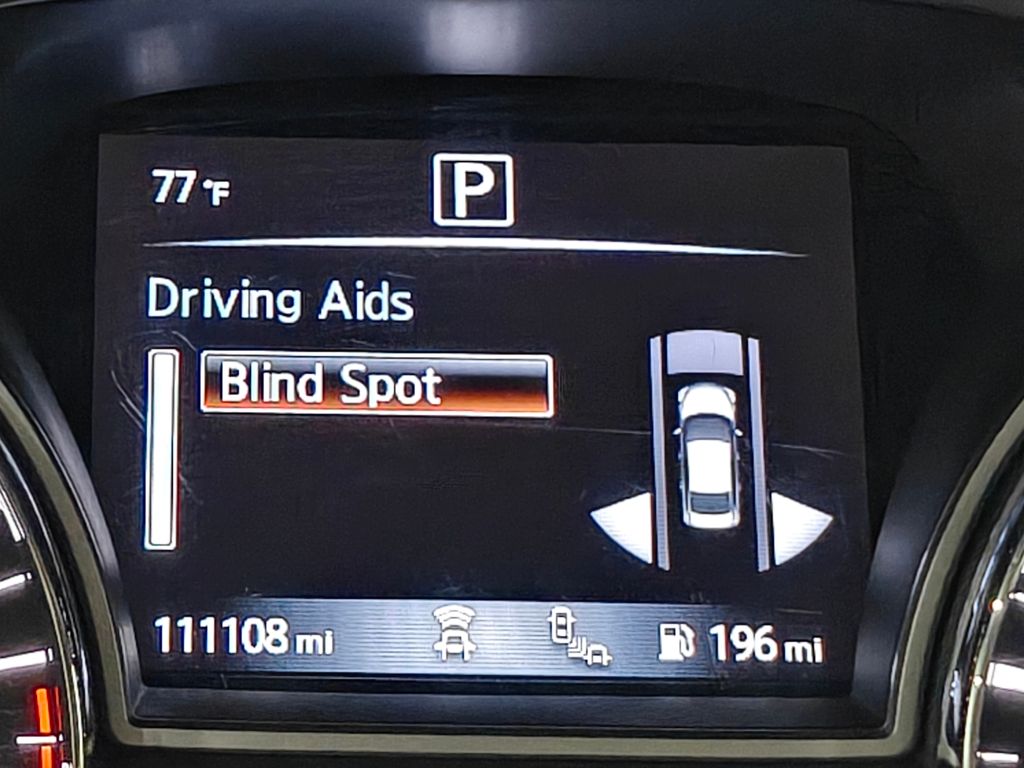 77 °F
P
Driving Aids
Blind Spot
111108 mi
196 mi